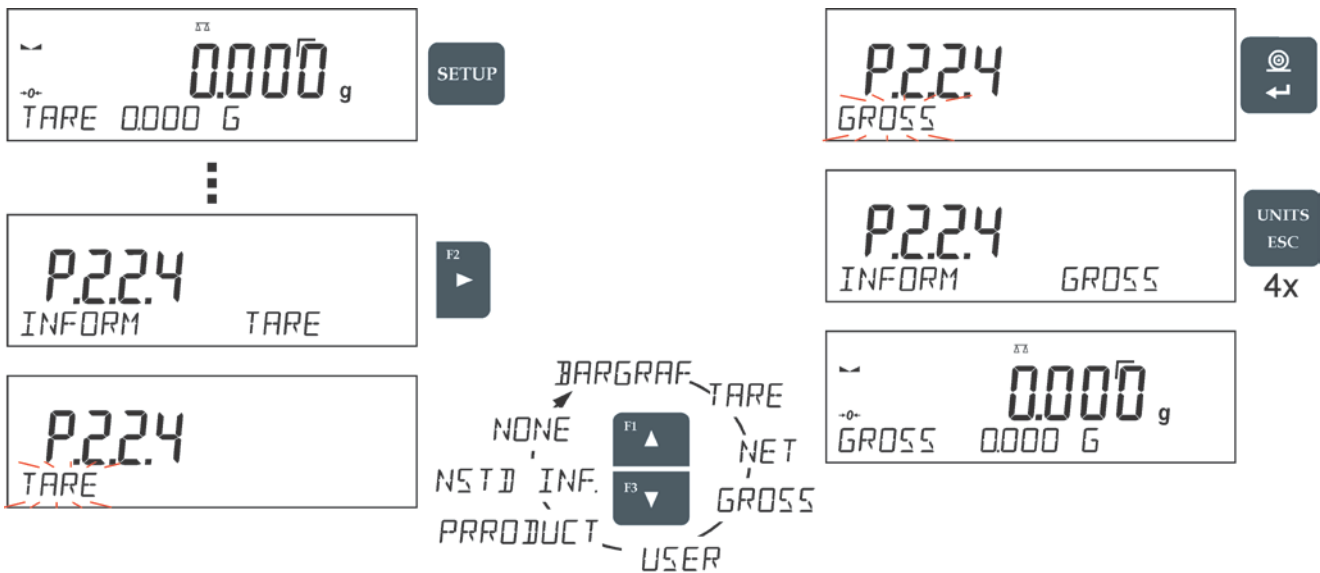 0.000 g
TARE 0.000 G
SETUP
P.2.2.4
INFORM TARE
F2
P.2.2.4
TARE
BARGRAF
TARE
NET
GROSS
USER
PRRODUCT
NSTD INF.
NONE
F1
F3
P.2.2.4
GROSS
P.2.2.4
INFORM GROSS
UNITS
ESC
4x
→0←
0.000 g
GROSS 0.000 G